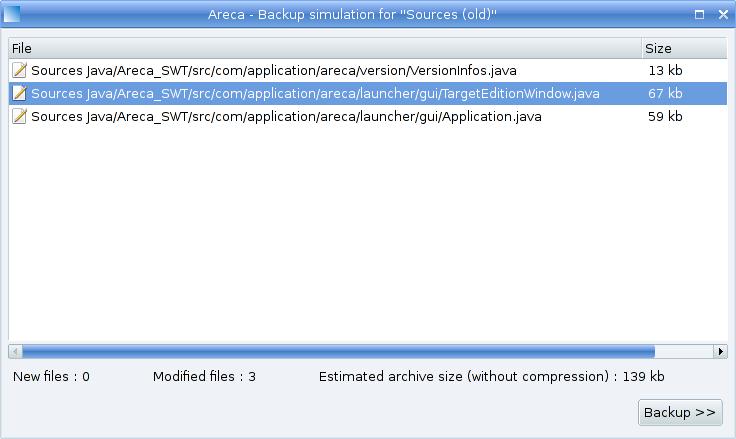 Areca - Backup simulation for "Sources (old)"
File Size
Sources Java/Areca_SWT/src/com/application/areca/version/VersionInfos.java 13 kb
Sources Java/Areca_SWT/src/com/application/areca/launcher/gui/TargetEditionWindow.java 67 kb
Sources Java/Areca_SWT/src/com/application/areca/launcher/gui/Application.java 59 kb
New files : 0 Modified files : 3 Estimated archive size (without compression) : 139 kb
Backup >>